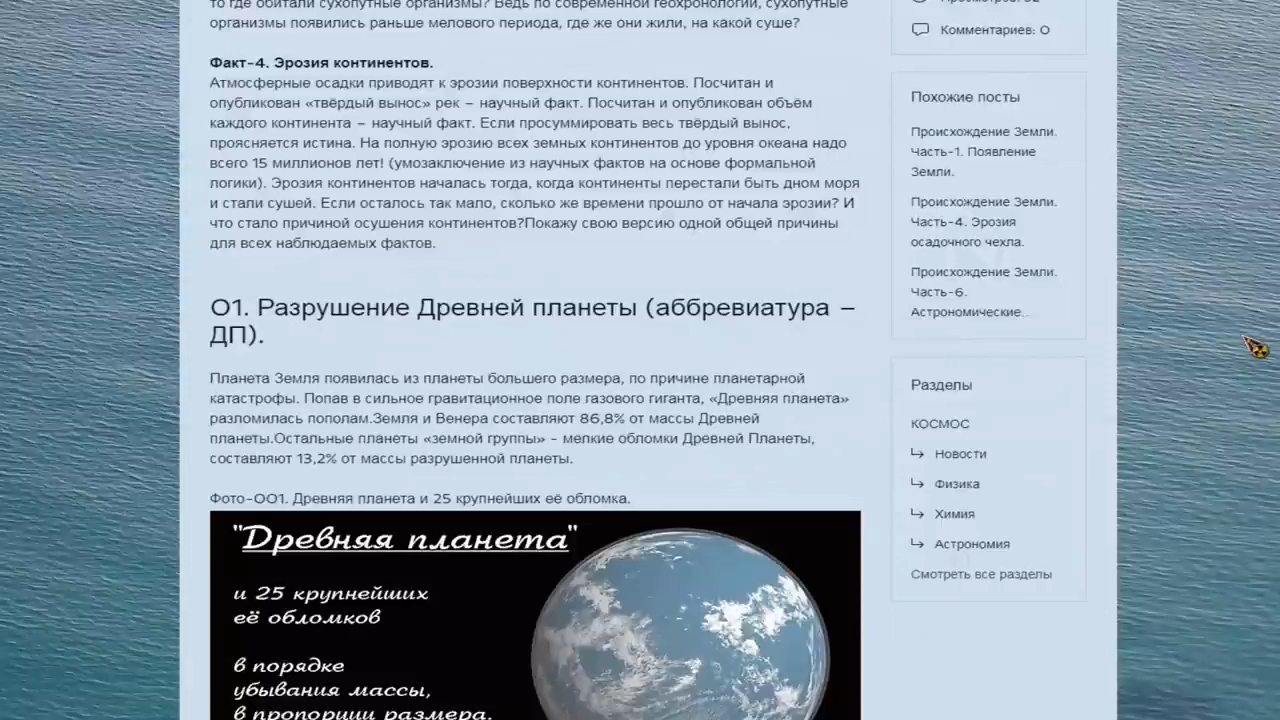 то где обитали сухопутные организмы? Ведь по современной геохронологии, сухопутные
организмы появились раньше мелового периода, где же они жили, на какой суше?
Факт-4. Эрозия континентов.
Атмосферные осадки приводят к эрозии поверхности континентов. Посчитан и
опубликован «твёрдый вынос» рек – научный факт. Посчитан и опубликован объём
каждого континента – научный факт. Если просуммировать весь твёрдый вынос,
проясняется истина. На полную эрозию всех земных континентов до уровня океана надо
всего 15 миллионов лет! (умозаключение из научных фактов на основе формальной
логики). Эрозия континентов началась тогда, когда континенты перестали быть дном моря
и стали сушей. Если осталось так мало, сколько же времени прошло от начала эрозии? И
что стало причиной осушения континентов?Покажу свою версию одной общей причины
для всех наблюдаемых фактов.
01. Разрушение Древней планеты (аббревиатура –
ДП).
Планета Земля появилась из планеты большего размера, по причине планетарной
катастрофы. Попав в сильное гравитационное поле газового гиганта, «Древняя планета»
разломилась пополам.Земля и Венера составляют 86,8% от массы Древней
планеты.Остальные планеты «земной группы» - мелкие обломки Древней Планеты,
составляют 13,2% от массы разрушенной планеты.
Фото-001. Древняя планета и 25 крупнейших её обломка.
"Древняя планета"
и 25 крупнейших
её обломков
в порядке
убывания массы,
в пропорции размера.
Комментариев: 0
Похожие посты
Происхождение Земли.
Часть-1. Появление
Земли.
Происхождение Земли.
Часть-4. Эрозия
осадочного чехла.
Происхождение Земли.
Часть-6.
Астрономические..
Разделы
КОСМОС
Новости
Физика
Химия
Астрономия
Смотреть все разделы